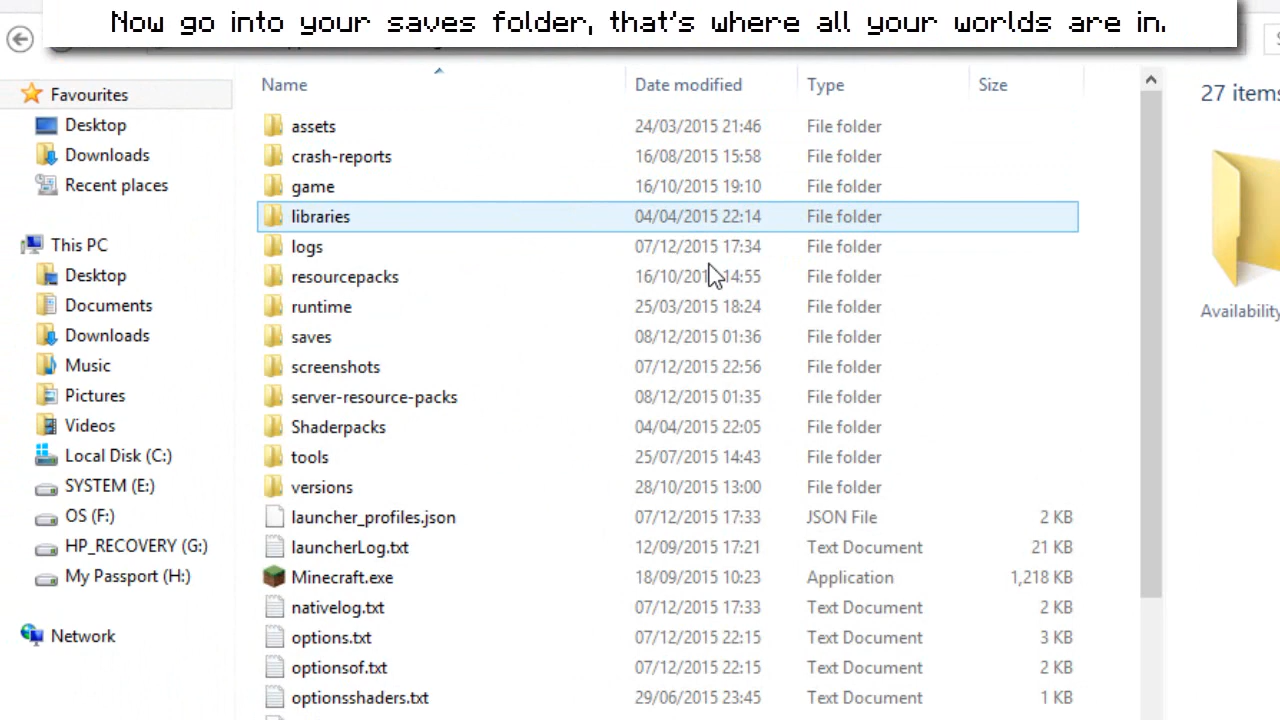 Now go into your saves folder, that's where all your worlds are in.
Name Date modified Type Size
27 items
Favourites
Desktop
Downloads
Recent places
This PC
Desktop
Documents
Downloads
Music
Pictures
Videos
Local Disk (C:)
SYSTEM (E:)
OS (F:)
HP_RECOVERY (G:)
My Passport (H:)
Network
assets 24/03/2015 21:46 File folder
crash-reports 16/08/2015 15:58 File folder
game 16/10/2015 19:10 File folder
libraries 04/04/2015 22:14 File folder
logs 07/12/2015 17:34 File folder
resourcepacks 16/10/201 14:55 File folder
runtime 25/03/2015 18:24 File folder
saves 08/12/2015 01:36 File folder
screenshots 07/12/2015 22:56 File folder
server-resource-packs 08/12/2015 01:35 File folder
Shaderpacks 04/04/2015 22:05 File folder
tools 25/07/2015 14:43 File folder
versions 28/10/2015 13:00 File folder
launcher_profiles.json 07/12/2015 17:33 JSON File 2 KB
launcherLog.txt 12/09/2015 17:21 Text Document 21 KB
Minecraft.exe 18/09/2015 10:23 Application 1,218 KB
nativelog.txt 07/12/2015 17:33 Text Document 2 KB
options.txt 07/12/2015 22:15 Text Document 3 KB
optionsof.txt 07/12/2015 22:15 Text Document 2 KB
optionsshaders.txt 29/06/2015 23:45 Text Document 1 KB
Availability